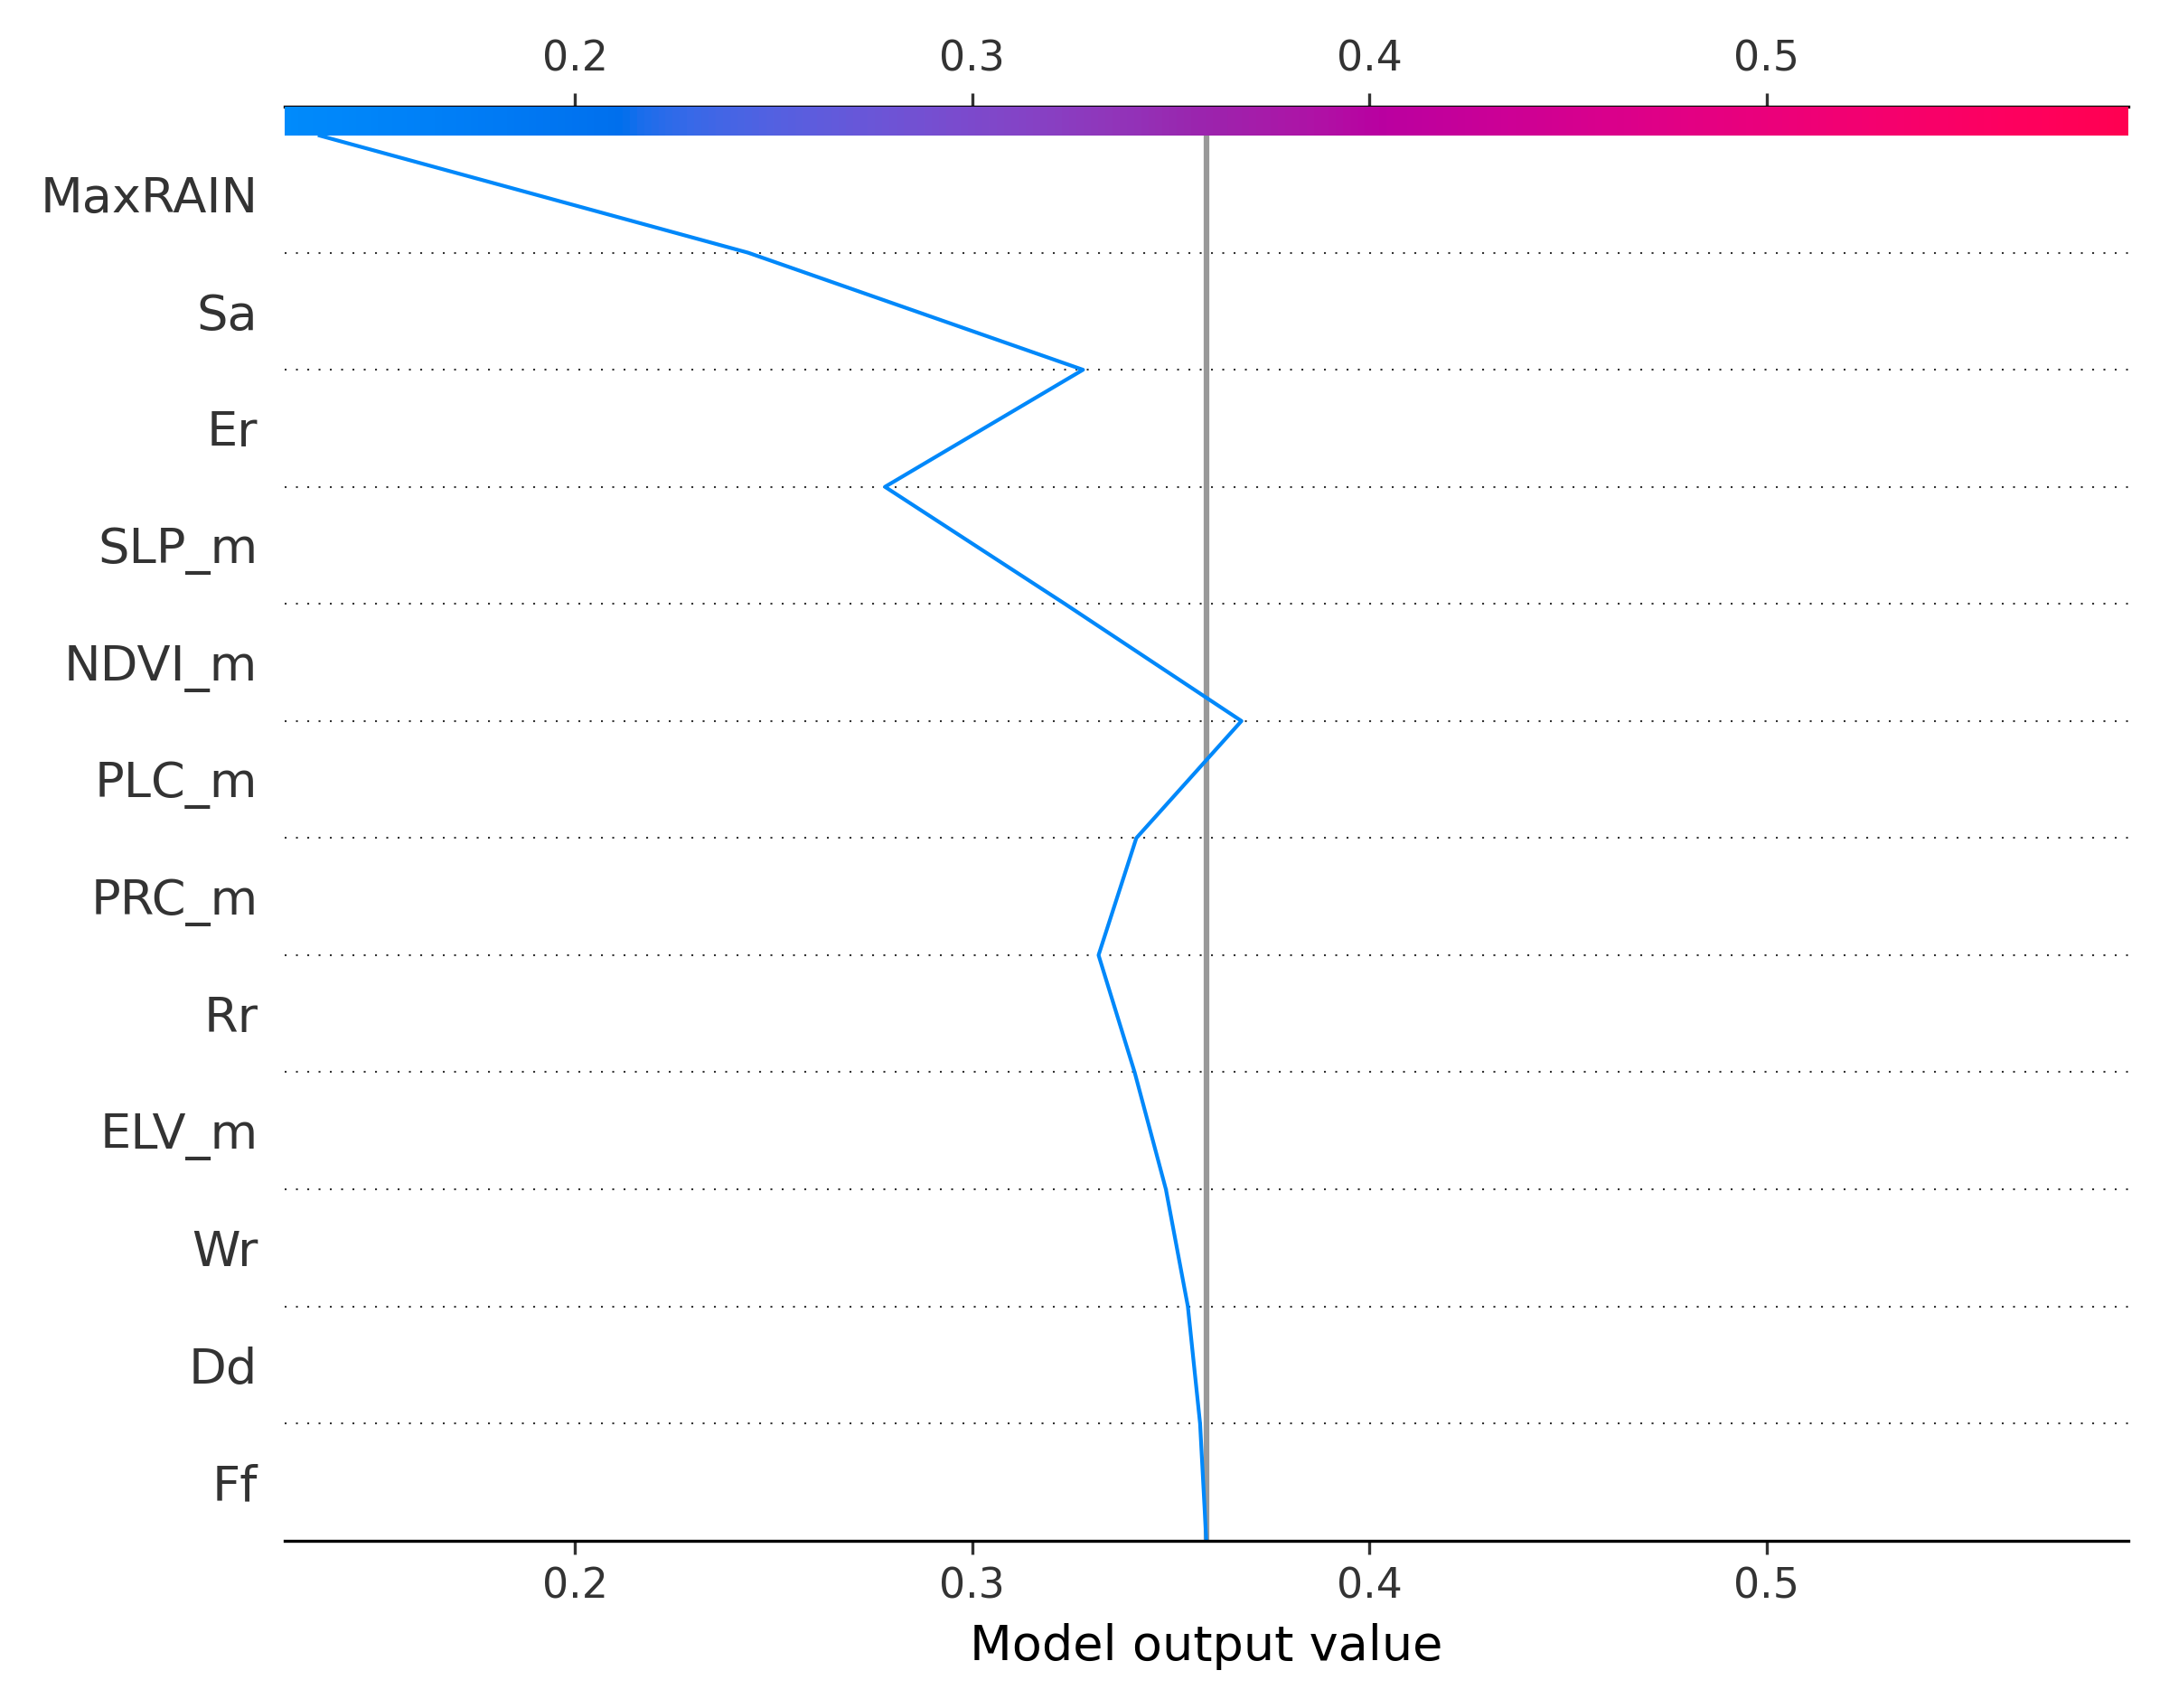 0.2 0.3 0.4 0.5
MaxRAIN
Sa
Er
SLP_m
NDVI_m
PLC_m
PRC_m
Rr
ELV_m
Wr
Dd
Ff
0.2 0.3 0.4 0.5
Model output value